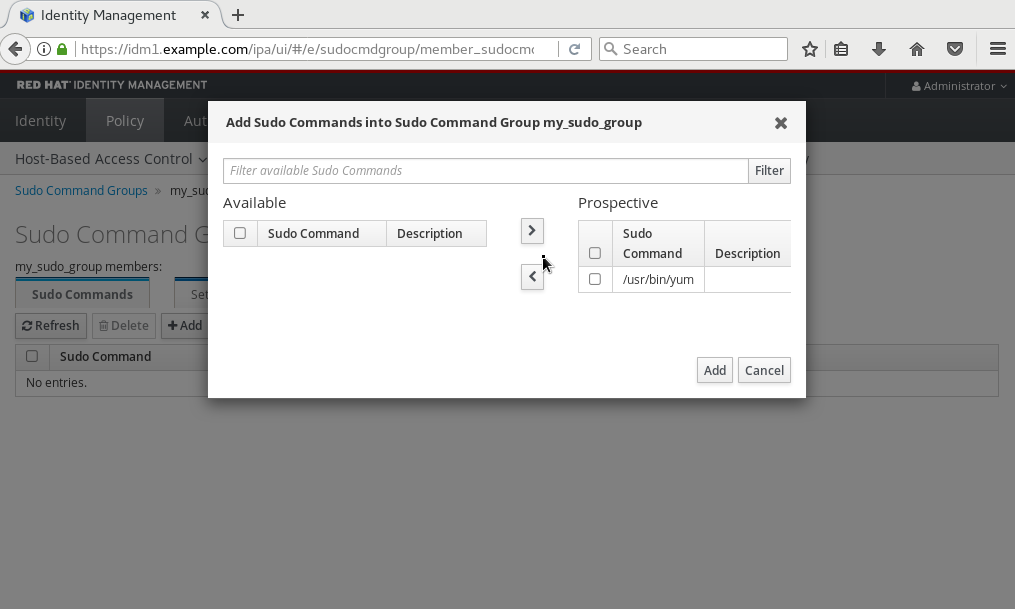 Identity Management
https://idm1.example.com/ipa/ui/#/e/sudocmdgroup/member_sudocmd
Search
RED HAT IDENTITY MANAGEMENT
Administrator
Identity
Policy
Aut
Host-Based Access Control
Sudo Command Groups » my_sud
Sudo Command G
my_sudo_group members:
Sudo Commands
Set
Refresh
Delete
Add
Sudo Command
No entries.
Add Sudo Commands into Sudo Command Group my_sudo_group
Filter available Sudo Commands
Filter
Available
Prospective
Sudo Command
Description
>
<
Sudo
Command
Description
/usr/bin/yum
Add
Cancel